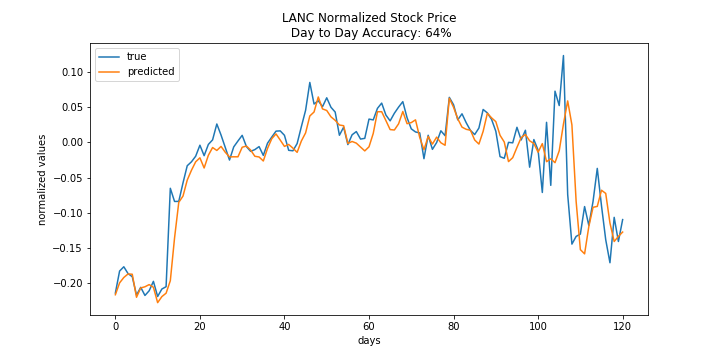 LANC Normalized Stock Price
Day to Day Accuracy: 64%
true
predicted
normalized values
0.10
0.05
0.00
−0.05
−0.10
−0.15
−0.20
0 20 40 60 80 100 120
days